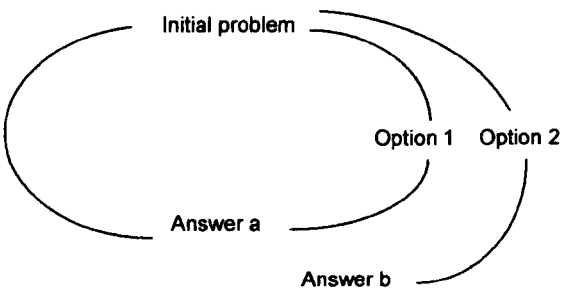 Initial problem
Option 1 Option 2
Answer a
Answer b